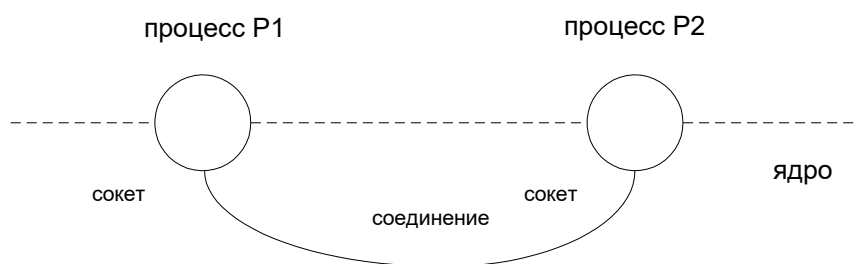 процесс P1
процесс P2
ядро
сокет
сокет
соединение